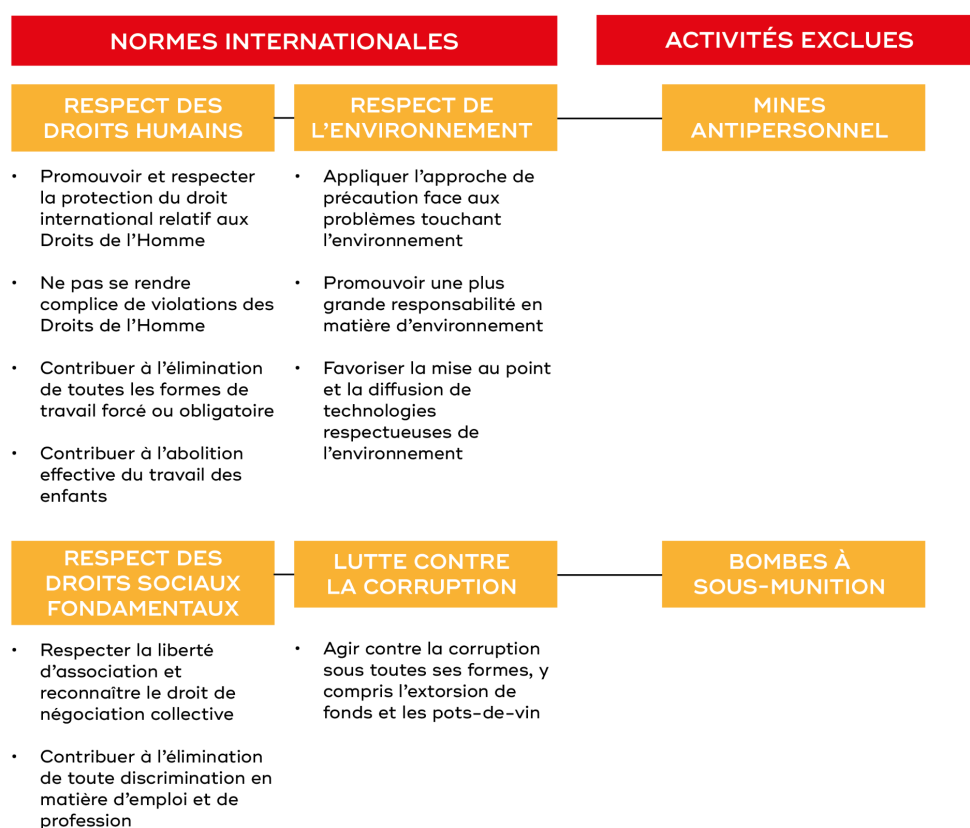 NORMES INTERNATIONALES
ACTIVITÉS EXCLUES
RESPECT DES
DROITS HUMAINS
• Promouvoir et respecter
la protection du droit
international relatif aux
Droits de l’Homme
• Ne pas se rendre
complice de violations des
Droits de l’Homme
• Contribuer à l’élimination
de toutes les formes de
travail forcé ou obligatoire
• Contribuer à l’abolition
effective du travail des
enfants
RESPECT DE
L’ENVIRONNEMENT
• Appliquer l’approche de
précaution face aux
problèmes touchant
l’environnement
• Promouvoir une plus
grande responsabilité en
matière d’environnement
• Favoriser la mise au point
et la diffusion de
technologies
respectueuses de
l’environnement
MINES
ANTIPERSONNEL
RESPECT DES
DROITS SOCIAUX
FONDAMENTAUX
• Respecter la liberté
d’association et
reconnaître le droit de
négociation collective
• Contribuer à l’élimination
de toute discrimination en
matière d’emploi et de
profession
LUTTE CONTRE
LA CORRUPTION
• Agir contre la corruption
sous toutes ses formes, y
compris l’extorsion de
fonds et les pots-de-vin
BOMBES À
SOUS-MUNITION